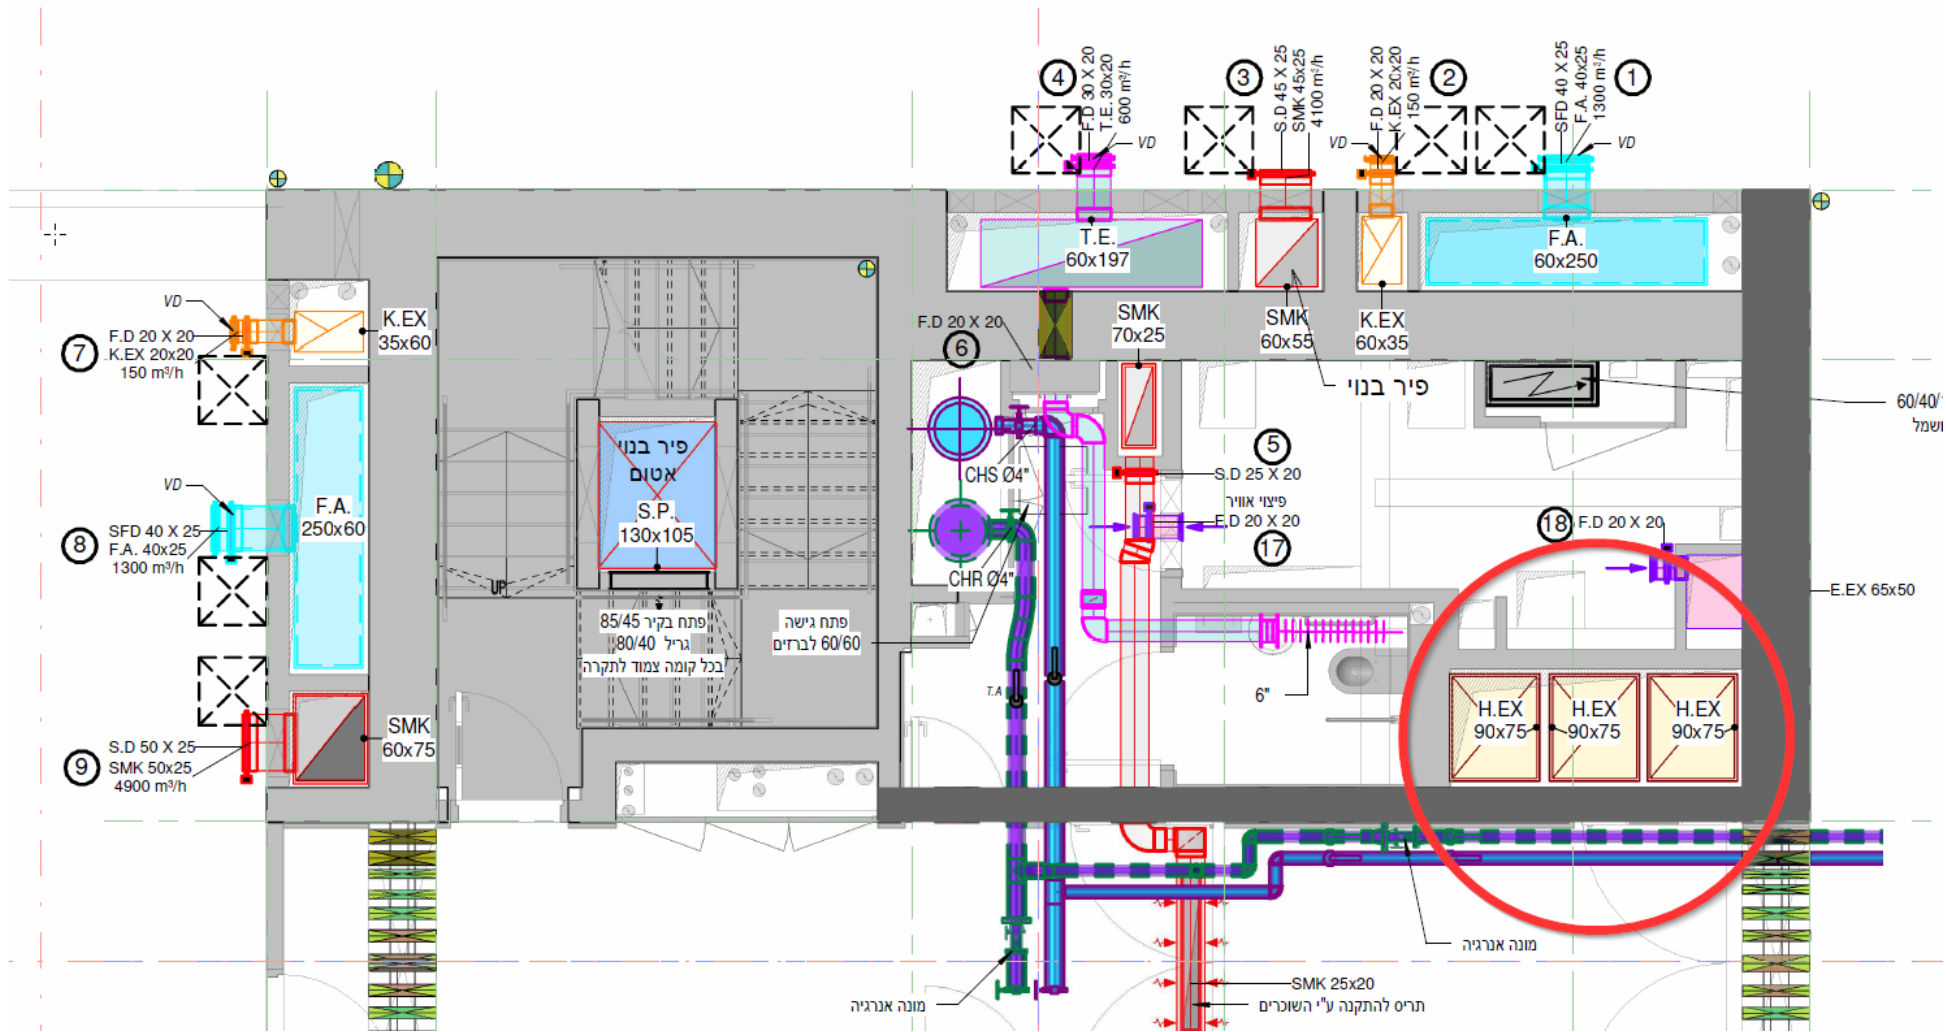 4
F.D 30 X 20
T.E. 30x20
600 m³/h
VD
3
S.D 45 X 25
SMK 45x25
4100 m³/h
2
F.D 20 X 20
K.EX 20x20
150 m³/h
VD
1
SFD 40 X 25
F.A. 40x25
1300 m³/h
VD
T.E.
60x197
SMK
60x55
K.EX
60x35
F.A.
60x250
פיר בנוי
SMK
70x25
F.D 20 X 20
6
VD
7
F.D 20 X 20
K.EX 20x20
150 m³/h
K.EX
35x60
VD
8
SFD 40 X 25
F.A. 40x25
1300 m³/h
F.A.
250x60
9
S.D 50 X 25
SMK 50x25
4900 m³/h
SMK
60x75
פיר בנוי
אטום
S.P.
130x105
UP
פתח בקיר 85/45
גריל 80/40
בכל קומה צמוד לתקרה
פתח גישה
60/60 לברזים
CHS Ø4"
CHR Ø4"
T.A
5
S.D 25 X 20
פיצוי אוויר
F.D 20 X 20
17
18
F.D 20 X 20
60/40/
חשמל
E.EX 65x50
6"
H.EX
90x75
H.EX
90x75
H.EX
90x75
מונה אנרגיה
מונה אנרגיה
SMK 25x20
תריס להתקנה ע"י השוכרים